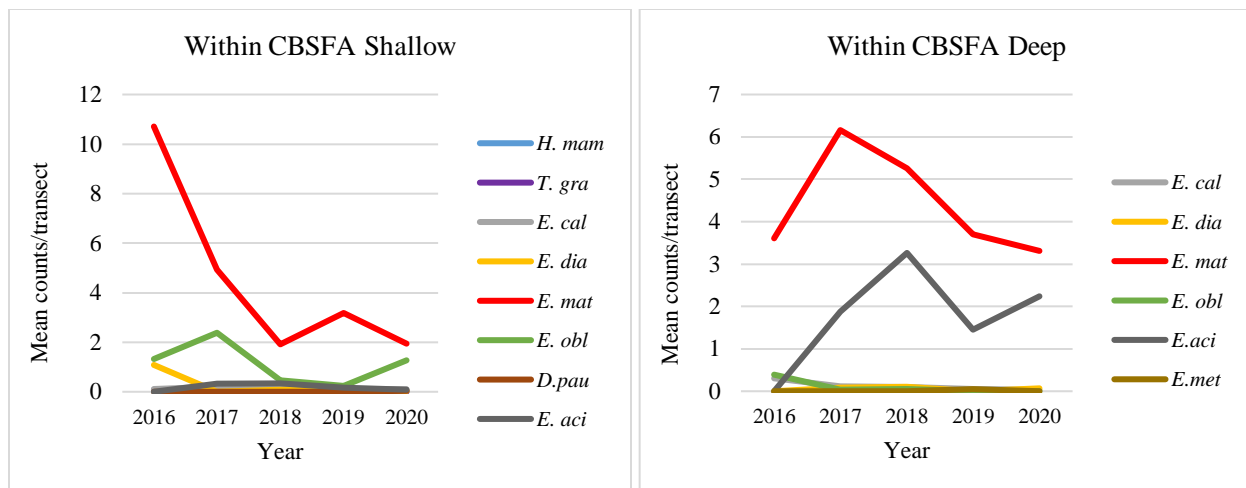 Within CBSFA Shallow
Mean counts/transect
12
10
8
6
4
2
0
2016 2017 2018 2019 2020
Year
H. mam
T. gra
E. cal
E. dia
E. mat
E. obl
D.pau
E. aci
Within CBSFA Deep
Mean counts/transect
7
6
5
4
3
2
1
0
2016 2017 2018 2019 2020
Year
E. cal
E. dia
E. mat
E. obl
E.aci
E.met